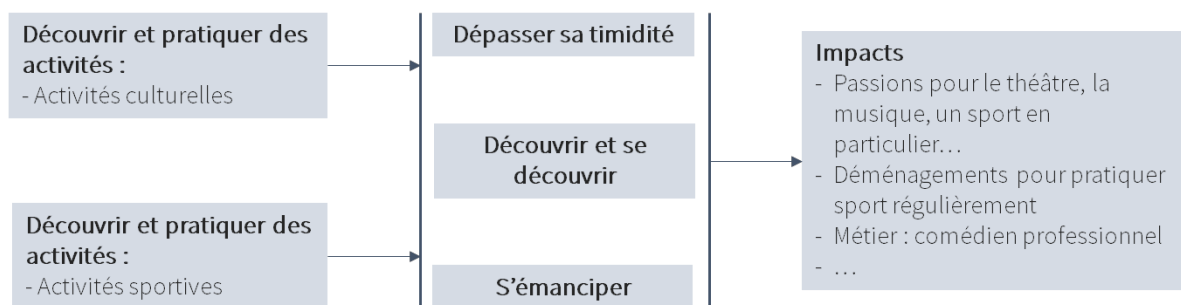 Découvrir et pratiquer des
activités :
- Activités culturelles
Découvrir et pratiquer des
activités :
- Activités sportives
Dépasser sa timidité
Découvrir et se
découvrir
S'émanciper
Impacts
- Passions pour le théâtre, la
musique, un sport en
particulier…
- Déménagements pour pratiquer
sport régulièrement
- Métier : comédien professionnel
- …